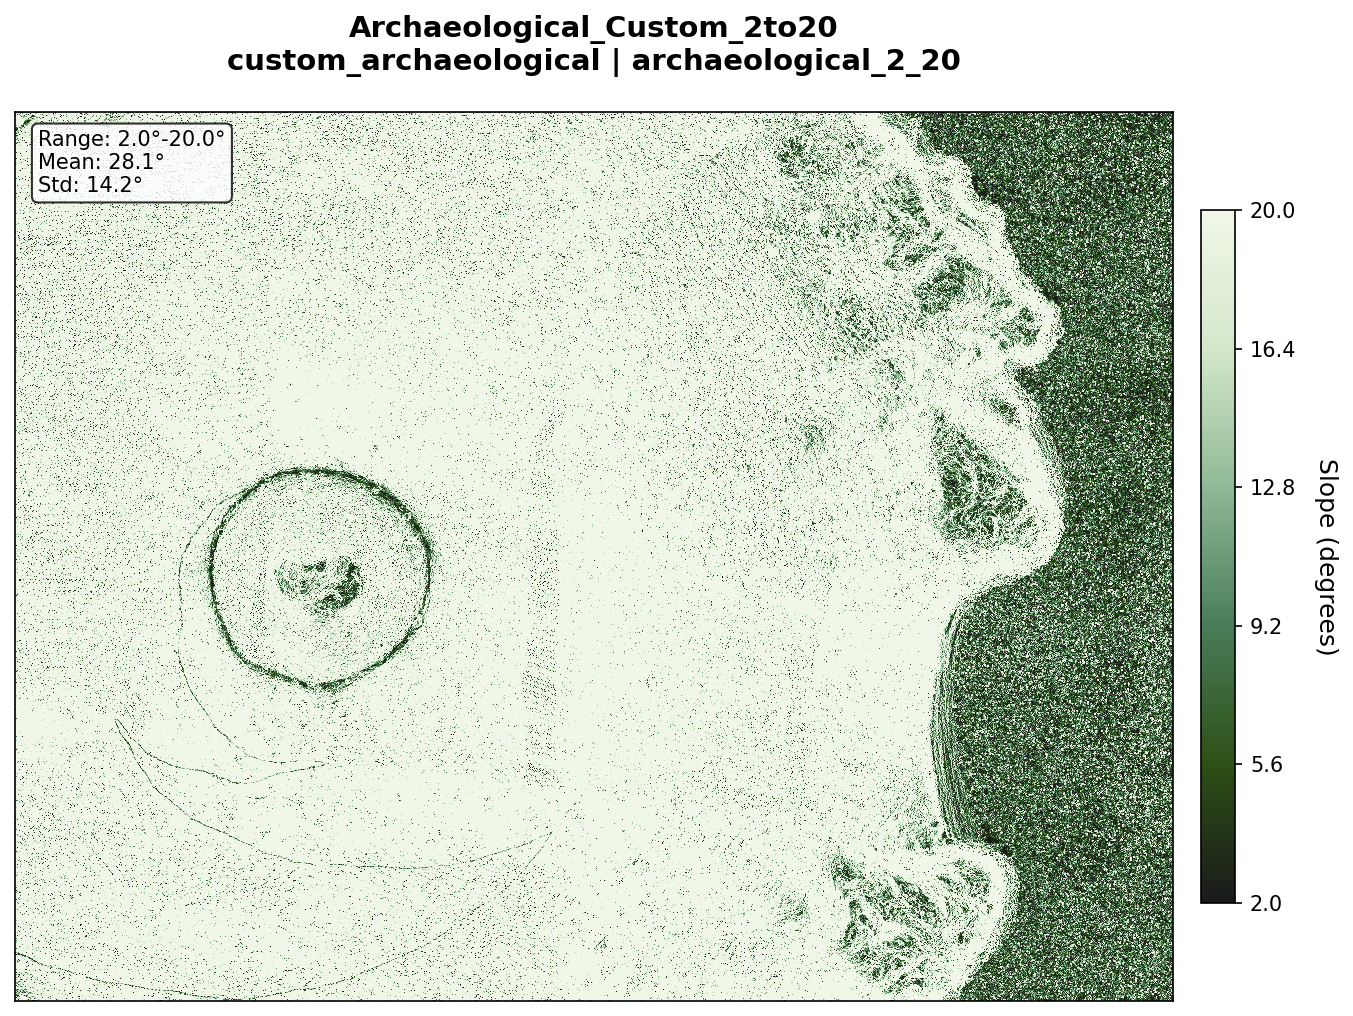 Archaeological_Custom_2to20
custom_archaeological | archaeological_2_20
Range: 2.0°-20.0°
Mean: 28.1°
Std: 14.2°
20.0
16.4
12.8
9.2
5.6
2.0
Slope (degrees)